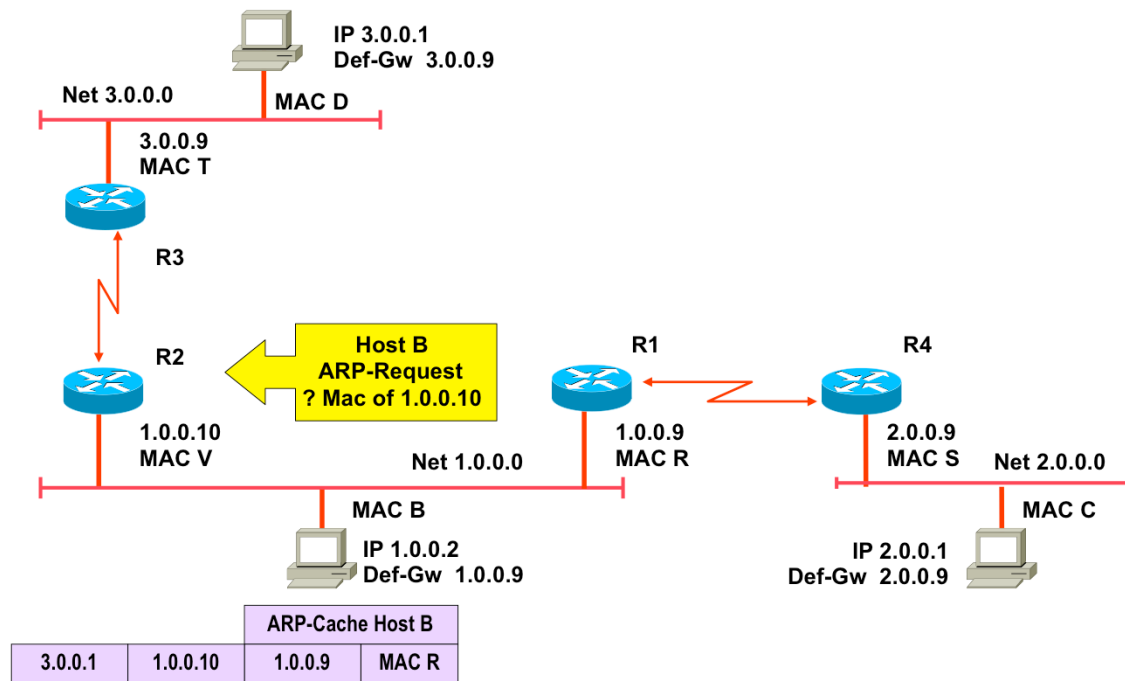 IP 3.0.0.1
Def-Gw 3.0.0.9
Net 3.0.0.0
MAC D
3.0.0.9
MAC T
R3
R2
Host B
ARP-Request
? Mac of 1.0.0.10
R1
R4
1.0.0.10
MAC V
Net 1.0.0.0
1.0.0.9
MAC R
2.0.0.9
MAC S
Net 2.0.0.0
MAC B
MAC C
IP 1.0.0.2
Def-Gw 1.0.0.9
IP 2.0.0.1
Def-Gw 2.0.0.9
ARP-Cache Host B
3.0.0.1 1.0.0.10 1.0.0.9 MAC R